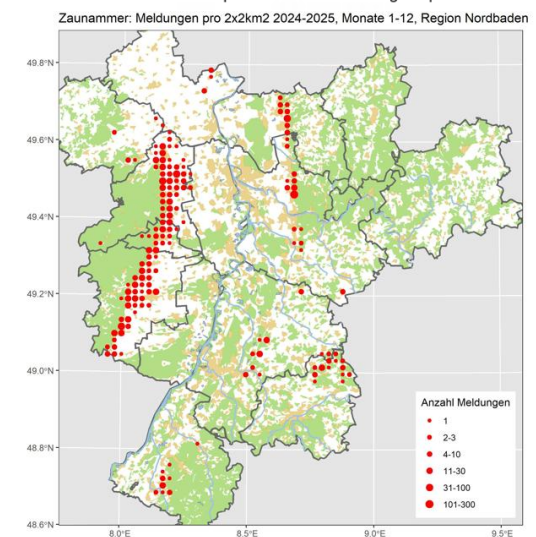 Zaunammer: Meldungen pro 2x2km2 2024-2025, Monate 1-12, Region Nordbaden
49.8°N
49.6°N
49.4°N
49.2°N
49.0°N
48.8°N
48.6°N
8.0°E 8.5°E 9.0°E 9.5°E
Anzahl Meldungen
1
2-3
4-10
11-30
31-100
101-300